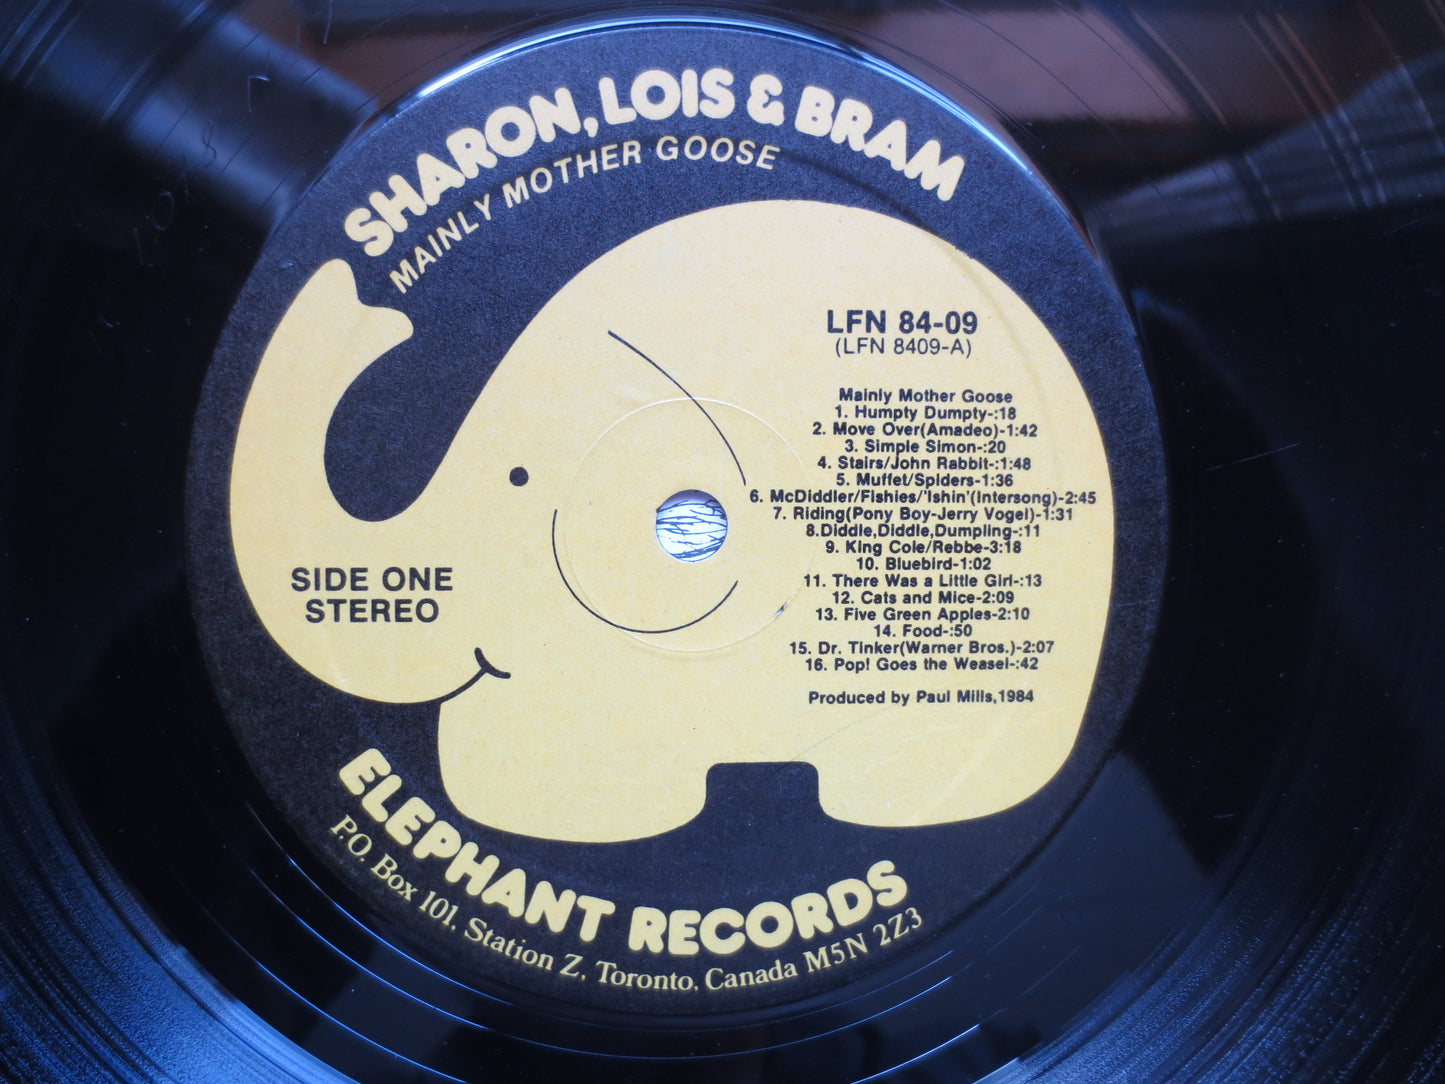 SHARON, LOIS & BRAM
MAINLY MOTHER GOOSE
LFN 84-09
(LFN 8409-A)
Mainly Mother Goose
1. Humpty Dumpty-:18
2. Move Over(Amadeo)-1:42
3. Simple Simon-:20
4. Stairs/John Rabbit-:1:48
5. Muffet/Spiders-1:36
6. McDiddler/Fishies/'Ishin'(Intersong)-2:45
7. Riding(Pony Boy-Jerry Vogel)-1:31
8.Diddle,Diddle,Dumpling-:11
9. King Cole/Rebbe-3:18
10. Bluebird-1:02
11. There Was a Little Girl-:13
12. Cats and Mice-2:09
13. Five Green Apples-2:10
14. Food-:50
15. Dr. Tinker(Warner Bros.)-2:07
16. Pop! Goes the Weasel-:42
Produced by Paul Mills,1984
SIDE ONE
STEREO
ELEPHANT RECORDS
P.O. Box 101, Station Z, Toronto, Canada M5N 2Z3